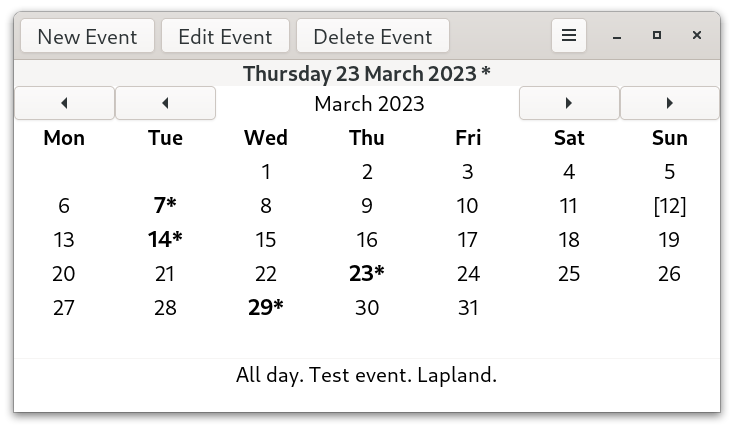 New Event Edit Event Delete Event
Thursday 23 March 2023 *
March 2023
Mon Tue Wed Thu Fri Sat Sun
1 2 3 4 5
6 7* 8 9 10 11 [12]
13 14* 15 16 17 18 19
20 21 22 23* 24 25 26
27 28 29* 30 31
All day. Test event. Lapland.